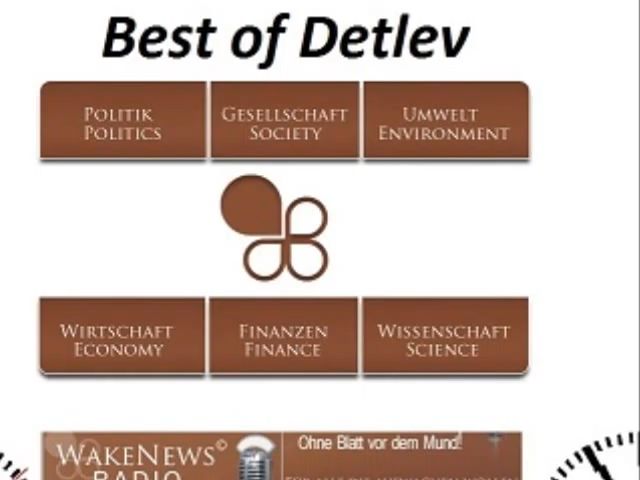 Best of Detlev
POLITIK
POLITICS
GESELLSCHAFT
SOCIETY
UMWELT
ENVIRONMENT
WIRTSCHAFT
ECONOMY
FINANZEN
FINANCE
WISSENSCHAFT
SCIENCE
WAKENEWS©
RADIO
Ohne Blatt vor dem Mund!